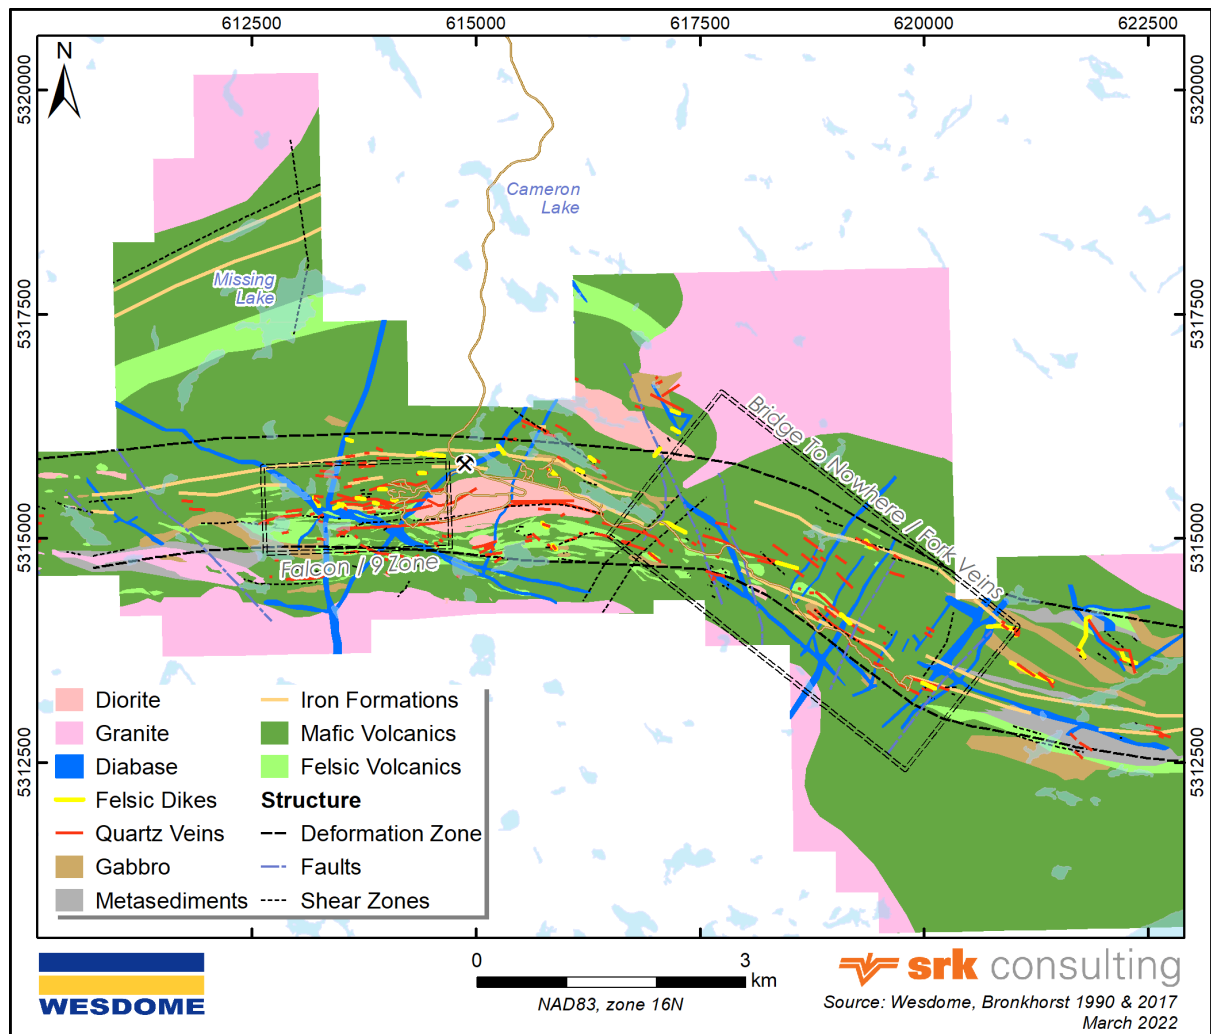 612500
615000
617500
620000
622500
N
5320000
5320000
Cameron
Lake
Missing
Lake
5317500
5317500
Bridge To Nowhere / Fork Veins
5315000
5315000
Falcon / 9 Zone
5312500
5312500
Diorite
Granite
Diabase
Felsic Dikes
Quartz Veins
Gabbro
Metasediments
Iron Formations
Mafic Volcanics
Felsic Volcanics
Structure
Deformation Zone
Faults
Shear Zones
WESDOME
0
3
km
NAD83, zone 16N
srk consulting
Source: Wesdome, Bronkhorst 1990 & 2017
March 2022